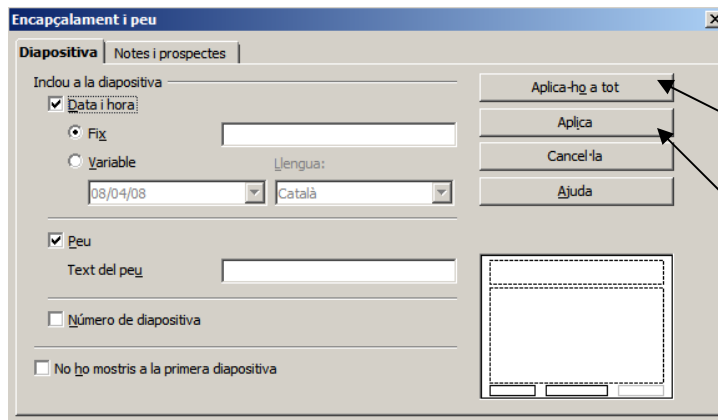 Encapçalament i peu
Diapositiva
Notes i prospectes
Inclou a la diapositiva
Data i hora
Fix
Variable
Llengua:
08/04/08
Català
Peu
Text del peu
Número de diapositiva
No ho mostris a la primera diapositiva
Aplica-ho a tot
Aplica
Cancel·la
Ajuda